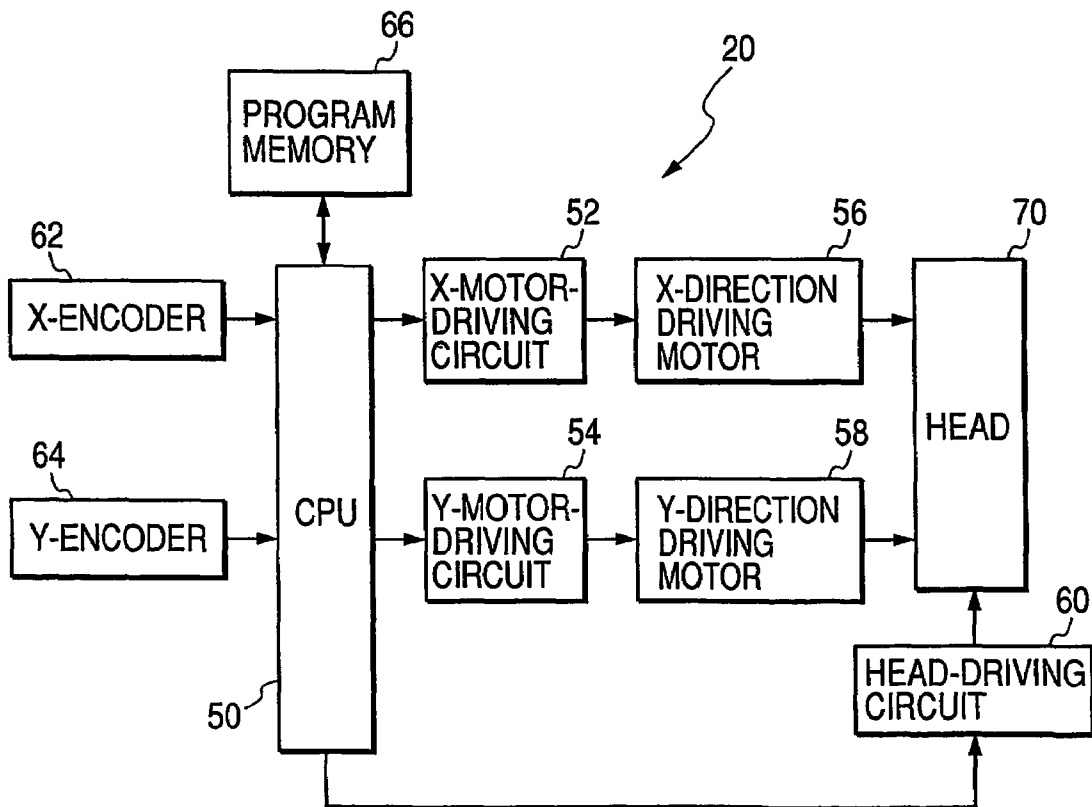 66
20
PROGRAM
MEMORY
62
52
56
70
X-ENCODER
X-MOTOR-
DRIVING
CIRCUIT
X-DIRECTION
DRIVING
MOTOR
HEAD
64
54
58
Y-ENCODER
CPU
Y-MOTOR-
DRIVING
CIRCUIT
Y-DIRECTION
DRIVING
MOTOR
60
50
HEAD-DRIVING
CIRCUIT